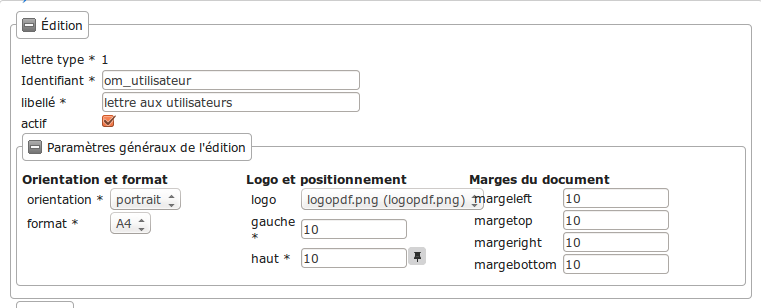 Édition
lettre type * 1
Identifiant * om_utilisateur
libellé * lettre aux utilisateurs
actif
Paramètres généraux de l'édition
Orientation et format
orientation * portrait
format * A4
Logo et positionnement
logo logopdf.png (logopdf.png)
gauche
* 10
haut * 10
Marges du document
margeleft 10
margetop 10
margeright 10
margebottom 10